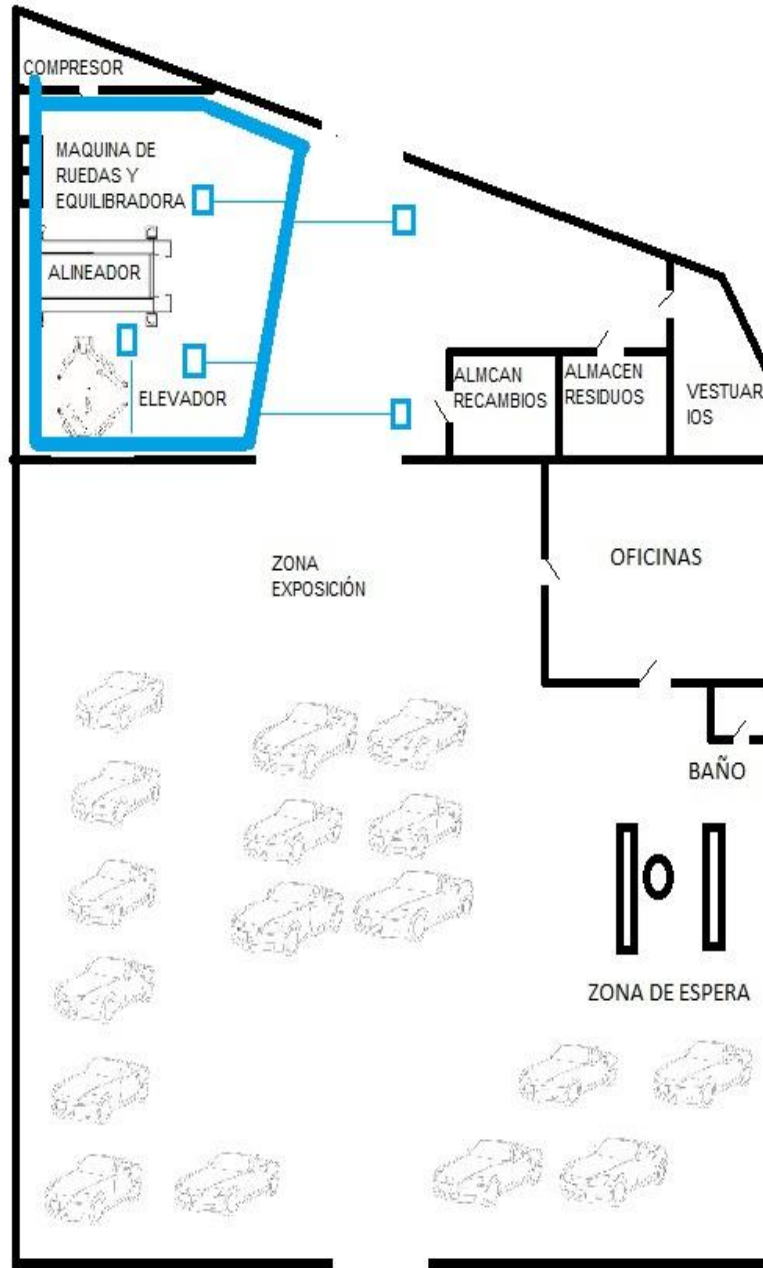 COMPRESOR
MAQUINA DE
RUEDAS Y
EQUILIBRADORA
ALINEADOR
ELEVADOR
ALMCAN
RECAMBIOS
ALMACEN
RESIDUOS
VESTUAR
IOS
ZONA
EXPOSICIÓN
OFICINAS
BAÑO
ZONA DE ESPERA